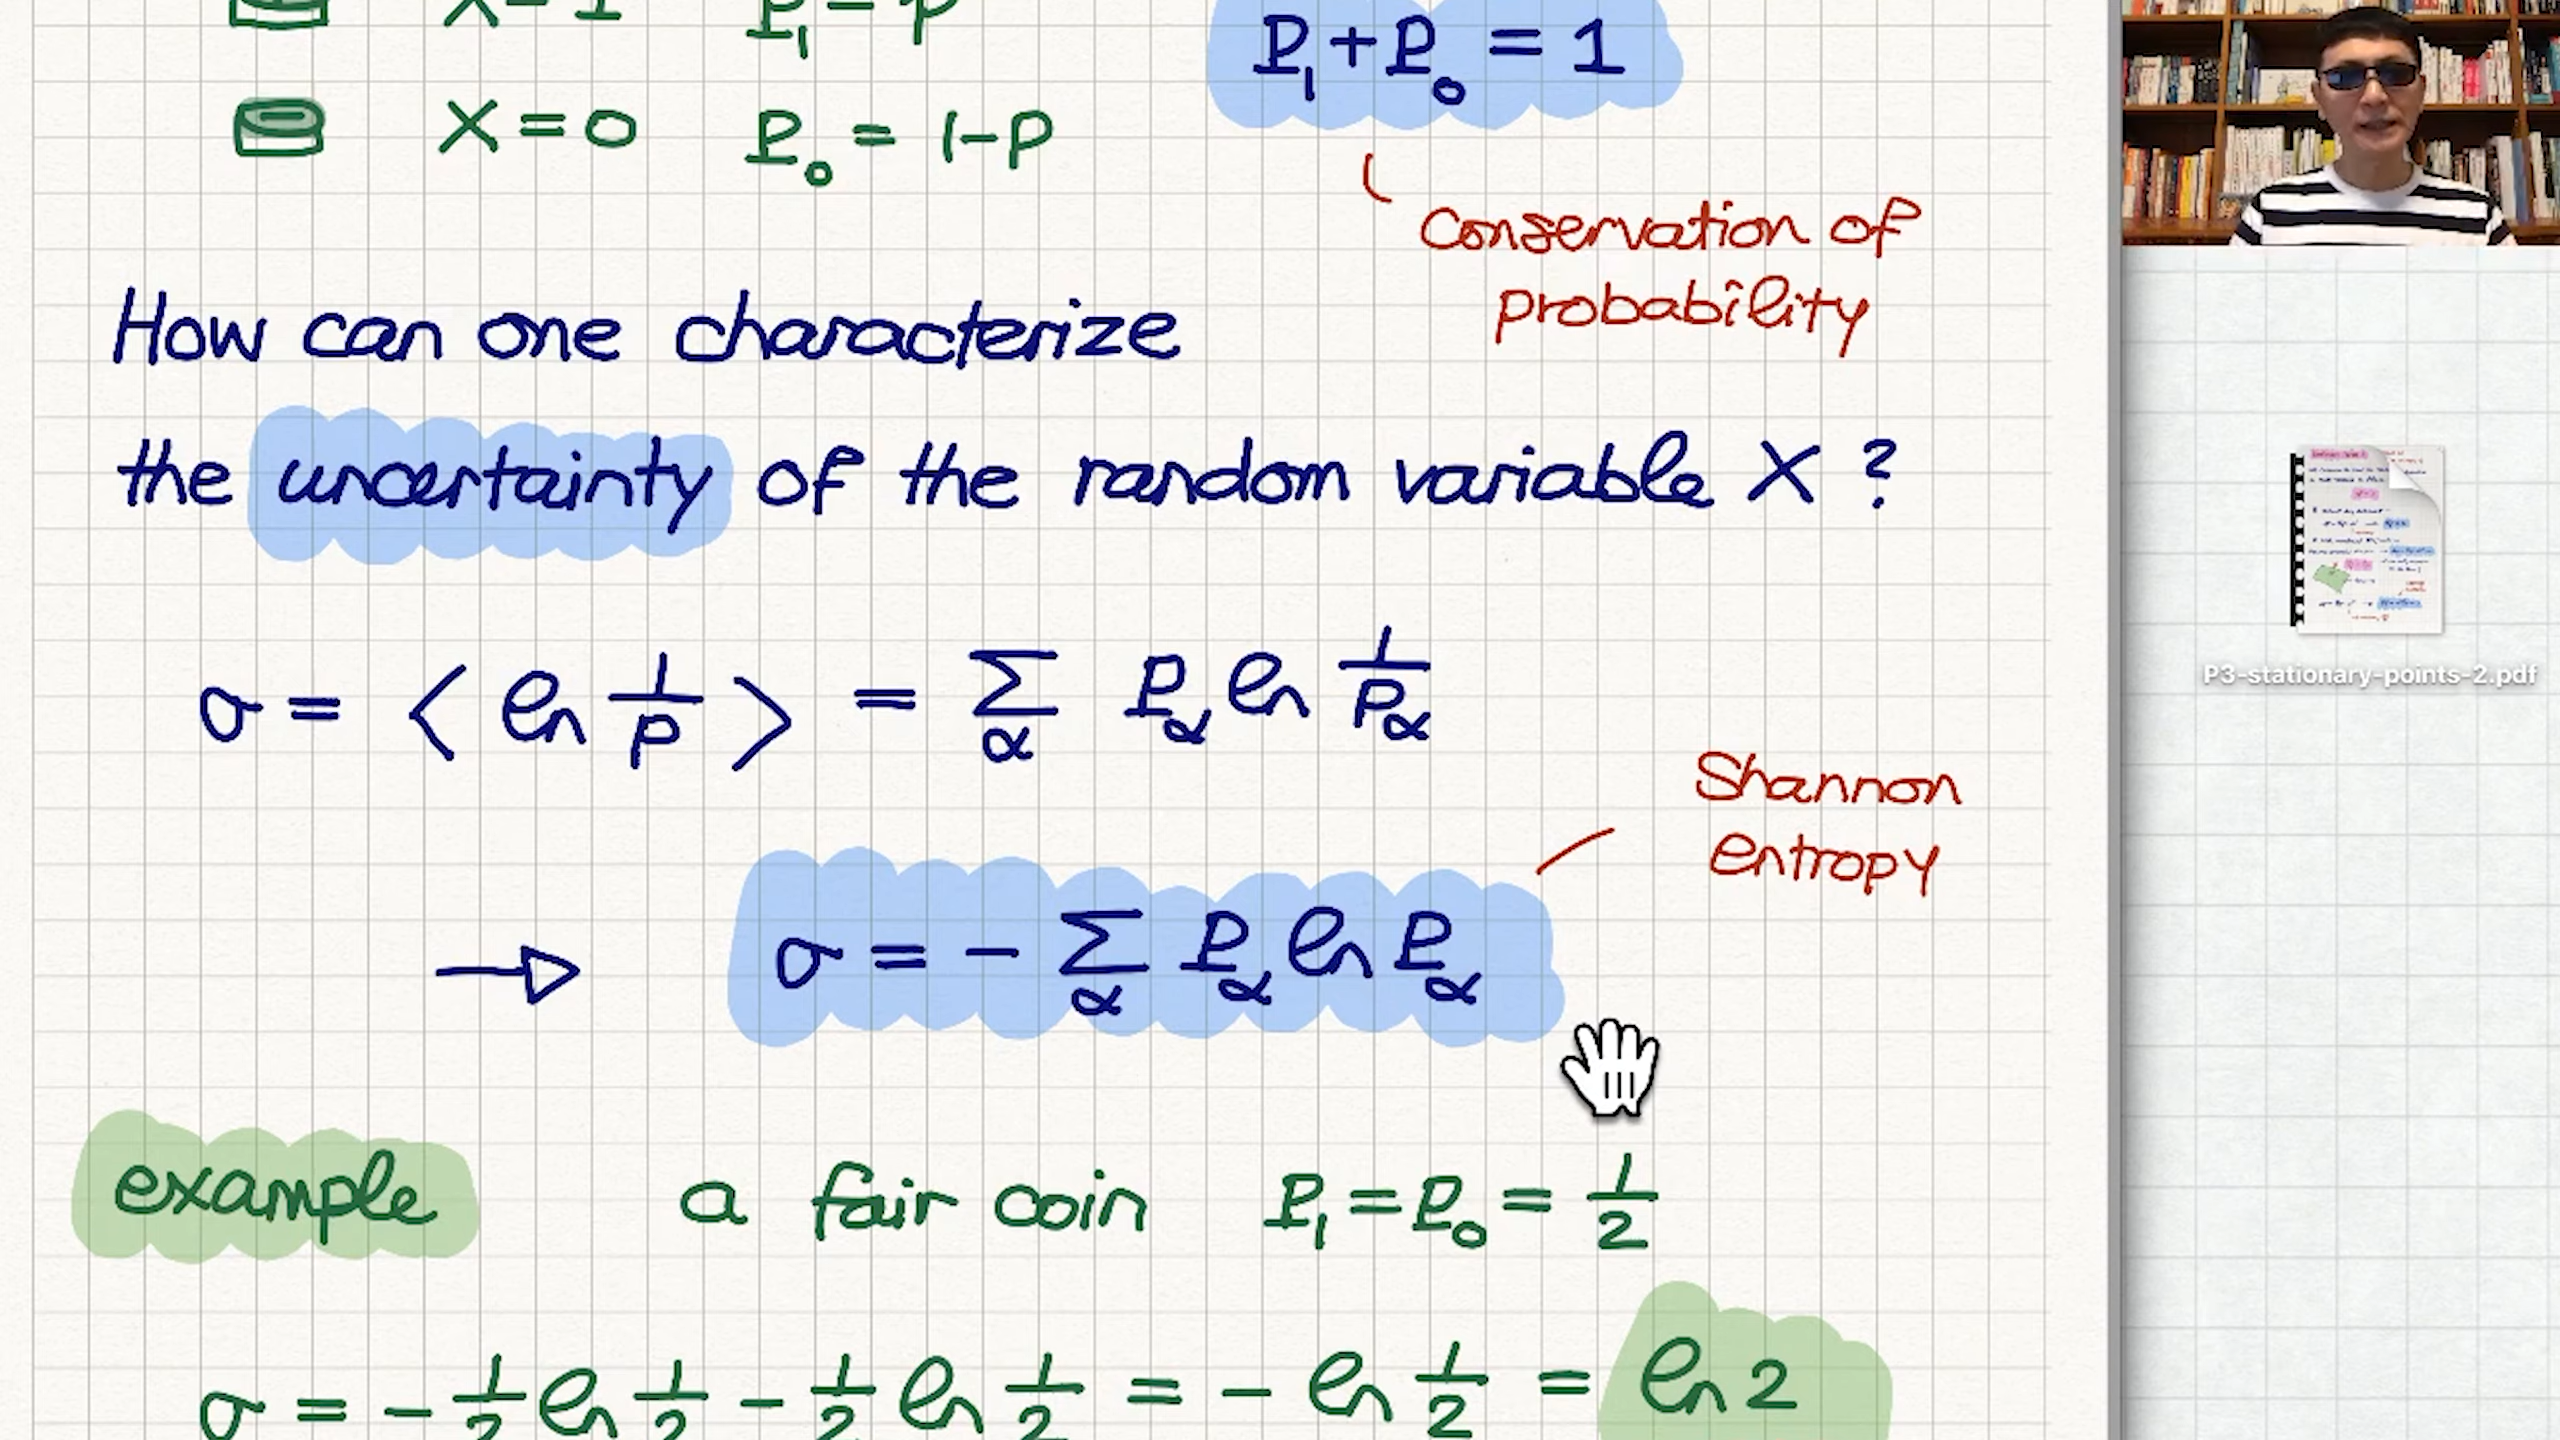 X = 1 P₁ = p
P₁ + P₀ = 1
X = 0 P₀ = 1-p
Conservation of
probability
How can one characterize
the uncertainty of the random variable X ?
σ = ⟨ ln 1/P ⟩ = Σ_α P_α ln 1/P_α
Shannon
entropy
→ σ = - Σ_α P_α ln P_α
example a fair coin P₁ = P₀ = 1/2
σ = - 1/2 ln 1/2 - 1/2 ln 1/2 = - ln 1/2 = ln 2
P3-stationary-points-2.pdf